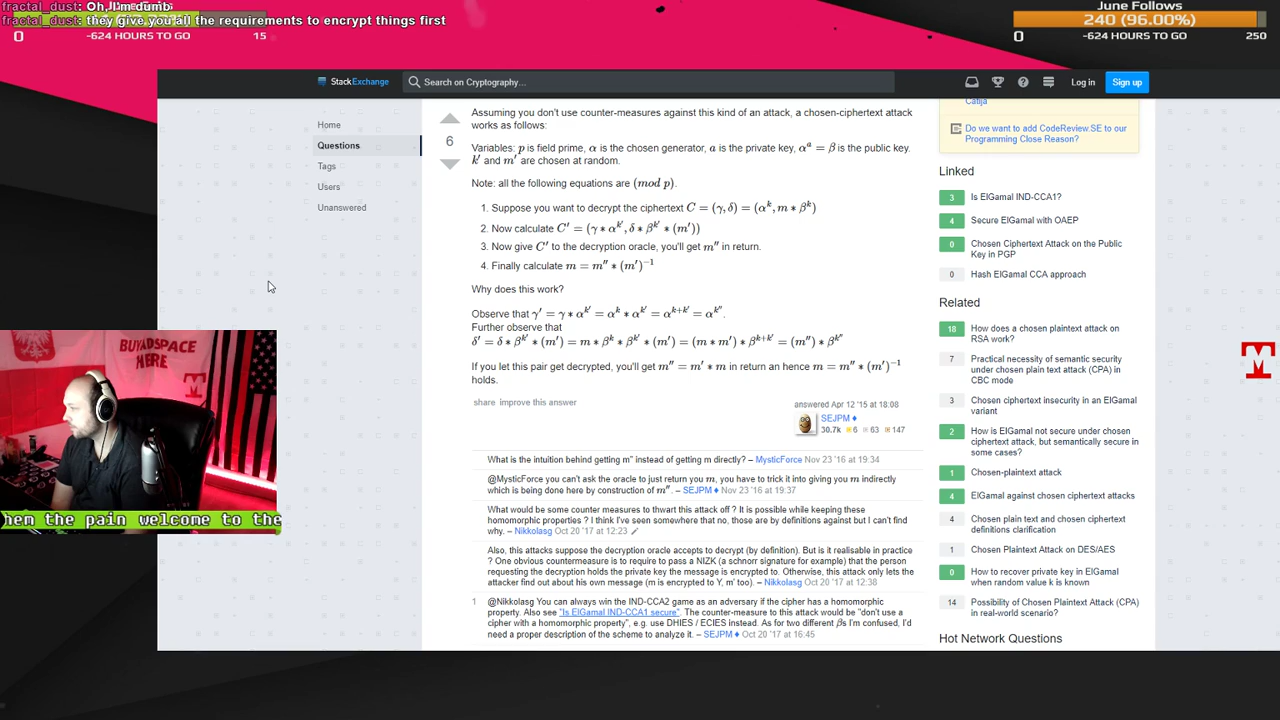 fractal_dust: Oh, I'm dumb
fractal_dust: they give you all the requirements to encrypt things first
0 -624 HOURS TO GO 15
June Follows
240 (96.00%)
0 -624 HOURS TO GO 250
StackExchange
Search on Cryptography...
Log in
Sign up
Home
Questions
Tags
Users
Unanswered
6
Assuming you don't use counter-measures against this kind of an attack, a chosen-ciphertext attack
works as follows:
Variables: p is field prime, α is the chosen generator, a is the private key, α^a = β is the public key.
k′ and m′ are chosen at random.
Note: all the following equations are (mod p).
1. Suppose you want to decrypt the ciphertext C = (γ, δ) = (α^k, m * β^k)
2. Now calculate C′ = (γ * α^k′, δ * β^k′ * (m′))
3. Now give C′ to the decryption oracle, you'll get m″ in return.
4. Finally calculate m = m″ * (m′)^−1
Why does this work?
Observe that γ′ = γ * α^k′ = α^k * α^k′ = α^k+k′ = α^k″.
Further observe that
δ′ = δ * β^k′ * (m′) = m * β^k * β^k′ * (m′) = (m * m′) * β^k+k′ = (m″) * β^k″
If you let this pair get decrypted, you'll get m″ = m′ * m in return an hence m = m″ * (m′)^−1
holds.
share improve this answer
answered Apr 12 '15 at 18:08
SEJPM ♦
30.7k 6 63 147
What is the intuition behind getting m" instead of getting m directly? – MysticForce Nov 23 '16 at 19:34
@MysticForce you can't ask the oracle to just return you m, you have to trick it into giving you m indirectly
which is being done here by construction of m″. – SEJPM ♦ Nov 23 '16 at 19:37
What would be some counter measures to thwart this attack off ? It is possible while keeping these
homomorphic properties ? I think I've seen somewhere that no, those are by definitions against but I can't find
why. – Nikkolasg Oct 20 '17 at 12:23
Also, this attacks suppose the decryption oracle accepts to decrypt (by definition). But is it realisable in practice
? One obvious countermeasure is to require to pass a NIZK (a schnorr signature for example) that the person
requesting the decryption holds the private key the message is encrypted to. Otherwise, this attack only lets the
attacker find out about his own message (m is encrypted to Y, m' too). – Nikkolasg Oct 20 '17 at 12:38
1 @Nikkolasg You can always win the IND-CCA2 game as an adversary if the cipher has a homomorphic
property. Also see "Is ElGamal IND-CCA1 secure". The counter-measure to this attack would be "don't use a
cipher with a homomorphic property", e.g. use DHIES / ECIES instead. As for two different βs I'm confused, I'd
need a proper description of the scheme to analyze it. – SEJPM ♦ Oct 20 '17 at 16:45
Catija
Do we want to add CodeReview.SE to our
Programming Close Reason?
Linked
3 Is ElGamal IND-CCA1?
4 Secure ElGamal with OAEP
0 Chosen Ciphertext Attack on the Public
Key in PGP
0 Hash ElGamal CCA approach
Related
18 How does a chosen plaintext attack on
RSA work?
7 Practical necessity of semantic security
under chosen plain text attack (CPA) in
CBC mode
3 Chosen ciphertext insecurity in an ElGamal
variant
2 How is ElGamal not secure under chosen
ciphertext attack, but semantically secure in
some cases?
1 Chosen-plaintext attack
4 ElGamal against chosen ciphertext attacks
4 Chosen plain text and chosen ciphertext
definitions clarification
1 Chosen Plaintext Attack on DES/AES
0 How to recover private key in ElGamal
when random value k is known
14 Possibility of Chosen Plaintext Attack (CPA)
in real-world scenario?
Hot Network Questions
HERE
hen the pain welcome to the